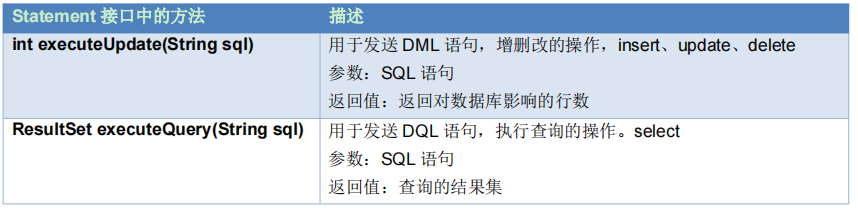 Statement 接口中的方法 描述
int executeUpdate(String sql) 用于发送 DML 语句，增删改的操作，insert、update、delete
参数：SQL 语句
返回值：返回对数据库影响的行数
ResultSet executeQuery(String sql) 用于发送 DQL 语句，执行查询的操作。select
参数：SQL 语句
返回值：查询的结果集